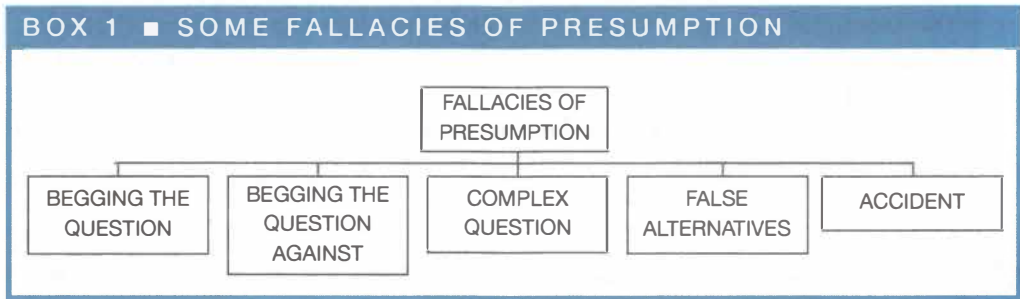 BOX 1 ■ SOME FALLACIES OF PRESUMPTION
FALLACIES OF
PRESUMPTION
BEGGING THE
QUESTION
BEGGING THE
QUESTION
AGAINST
COMPLEX
QUESTION
FALSE
ALTERNATIVES
ACCIDENT